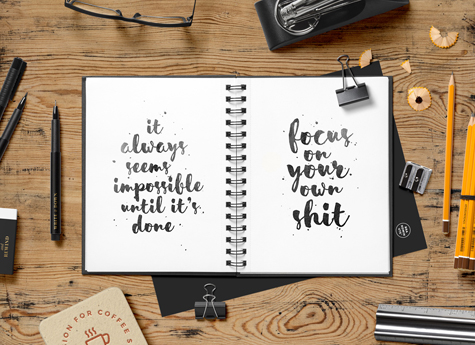 it
always
seems
impossible
until it's
done
focus
on
your
own
shit
ION FOR COFFEE S